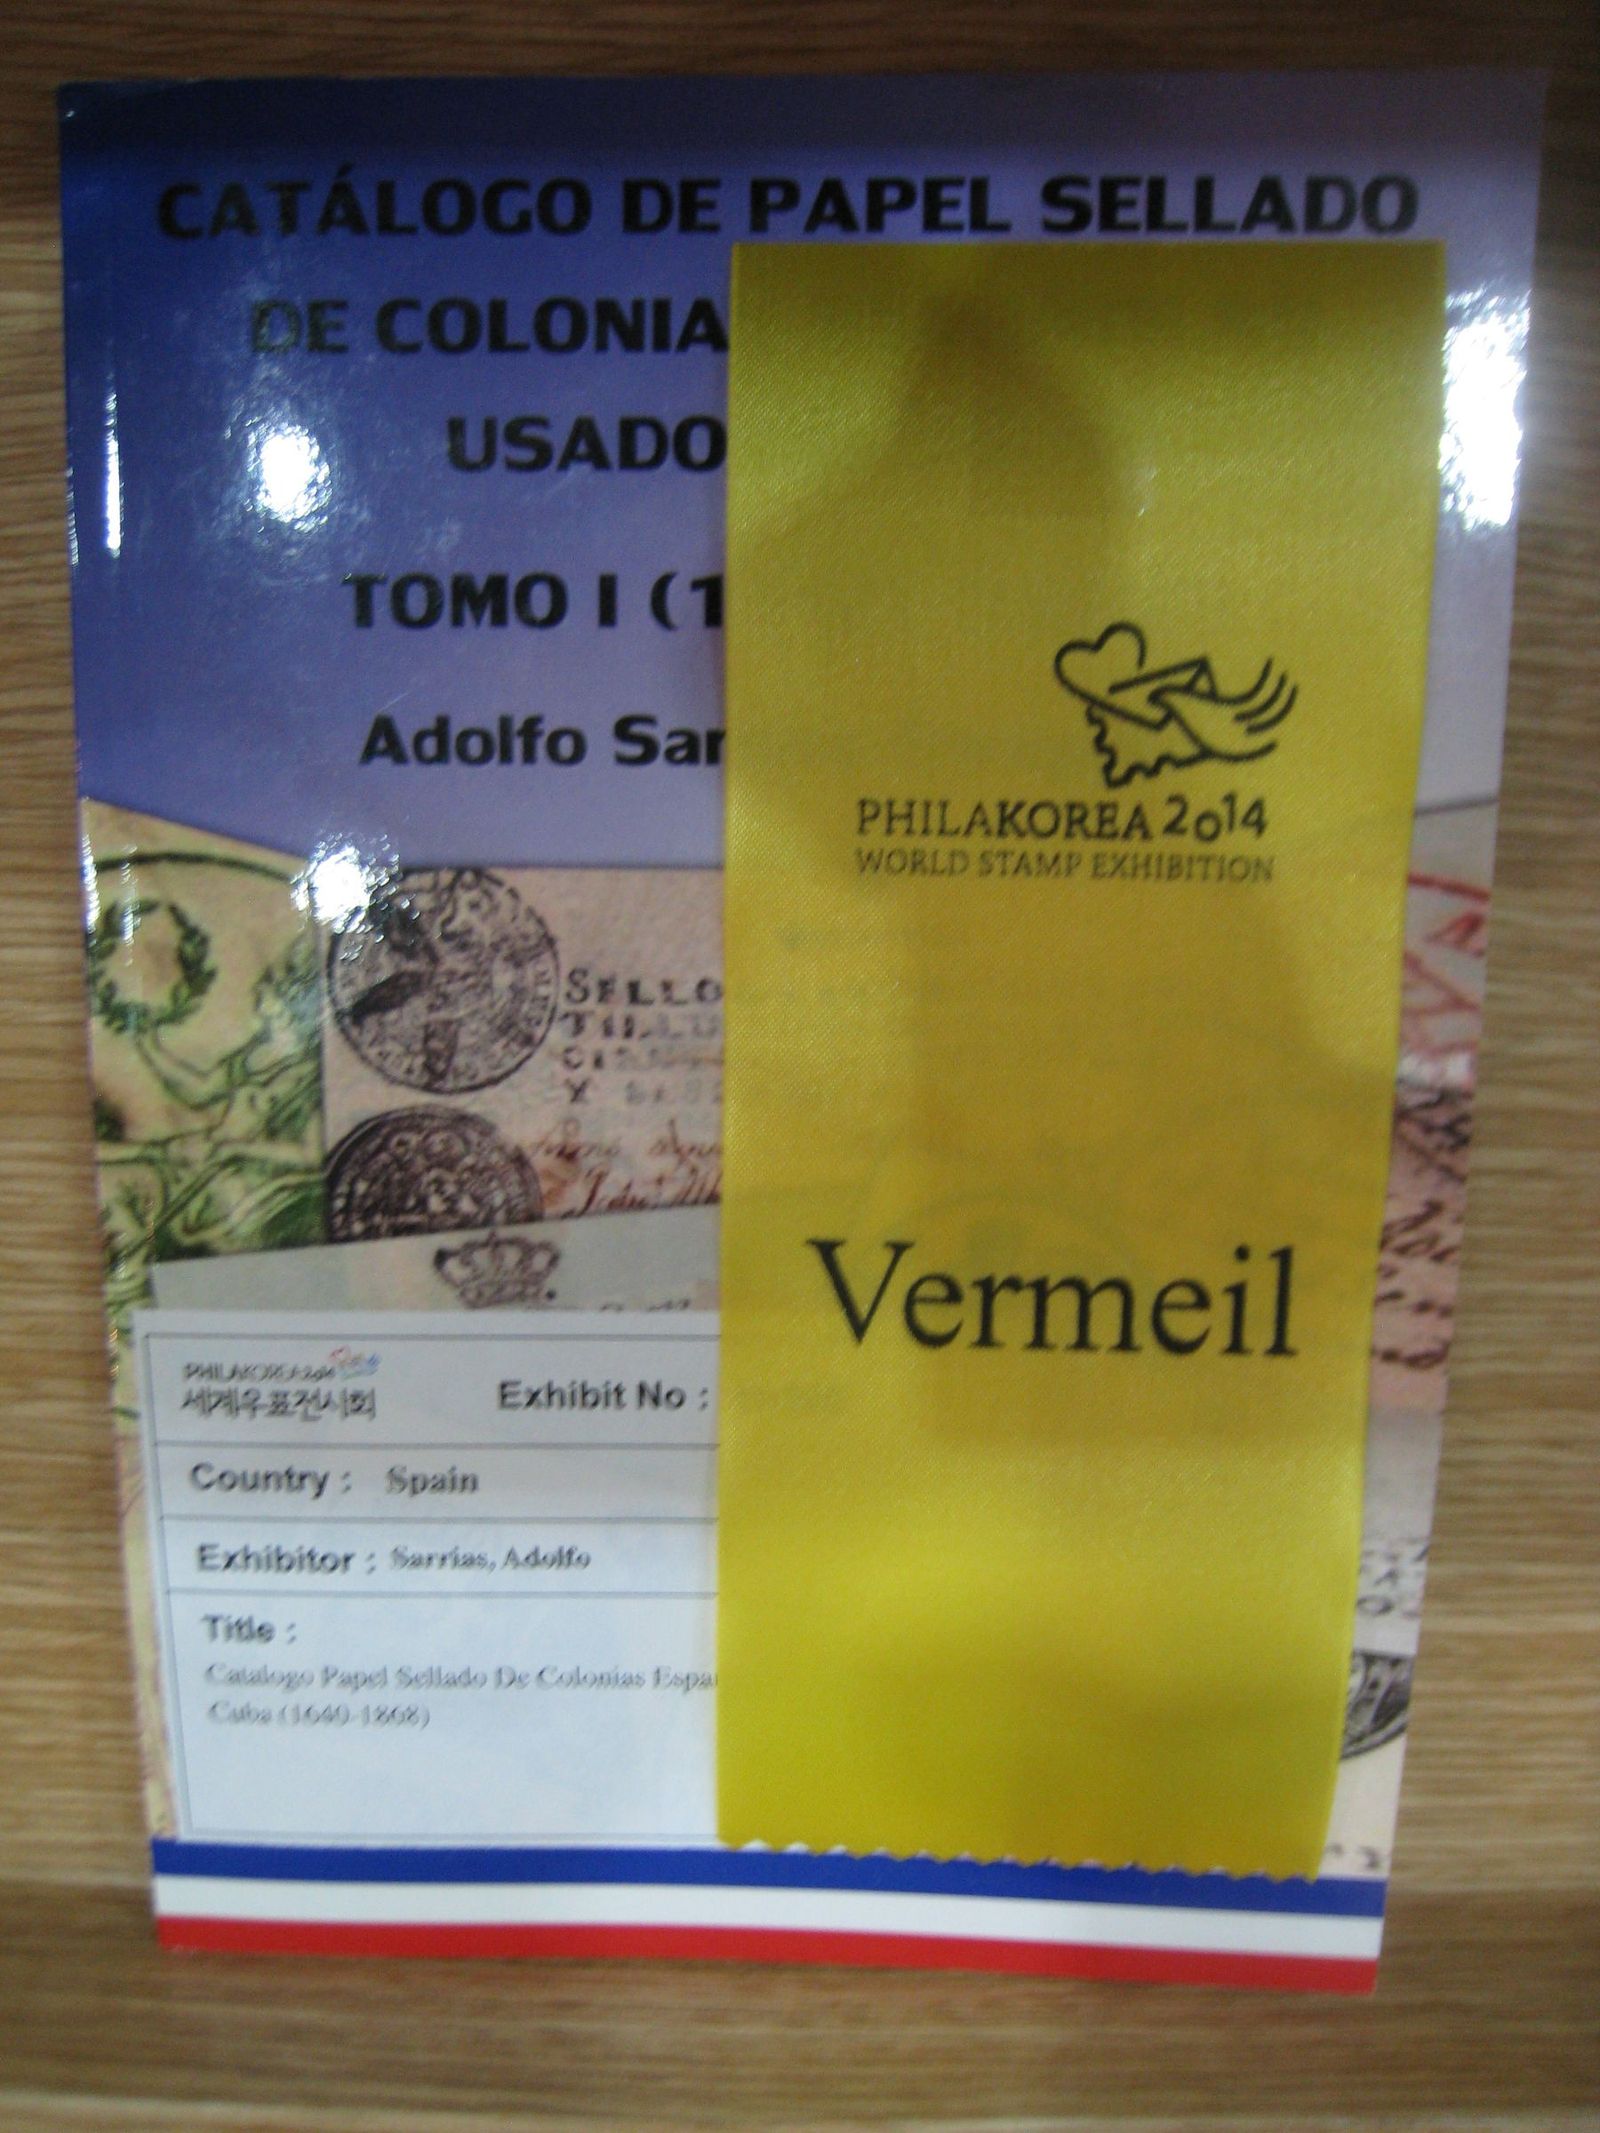 CATÁLOGO DE PAPEL SELLADO
DE COLONIA
USADO
TOMO I (1
Adolfo Sar
PHILAKOREA 2014
WORLD STAMP EXHIBITION
Vermeil
SELLO
PHILAKOREA 2014
세계우표전시회
Exhibit No :
Country : Spain
Exhibitor : Sarrias, Adolfo
Title :
Catalogo Papel Sellado De Colonias Espa
Cuba (1640-1868)